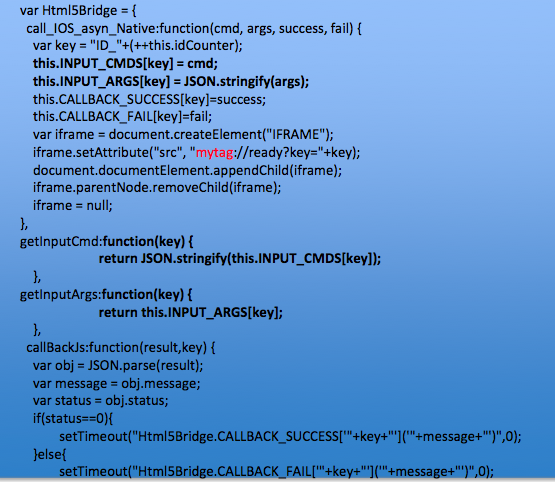 var Html5Bridge = {
call_IOS_asyn_Native:function(cmd, args, success, fail) {
var key = "ID_"+(++this.idCounter);
this.INPUT_CMDS[key] = cmd;
this.INPUT_ARGS[key] = JSON.stringify(args);
this.CALLBACK_SUCCESS[key]=success;
this.CALLBACK_FAIL[key]=fail;
var iframe = document.createElement("IFRAME");
iframe.setAttribute("src", "mytag://ready?key="+key);
document.documentElement.appendChild(iframe);
iframe.parentNode.removeChild(iframe);
iframe = null;
},
getInputCmd:function(key) {
return JSON.stringify(this.INPUT_CMDS[key]);
},
getInputArgs:function(key) {
return this.INPUT_ARGS[key];
},
callBackJs:function(result,key) {
var obj = JSON.parse(result);
var message = obj.message;
var status = obj.status;
if(status==0){
setTimeout("Html5Bridge.CALLBACK_SUCCESS['"+key+"']('"+message+"')",0);
}else{
setTimeout("Html5Bridge.CALLBACK_FAIL['"+key+"']('"+message+"')",0);